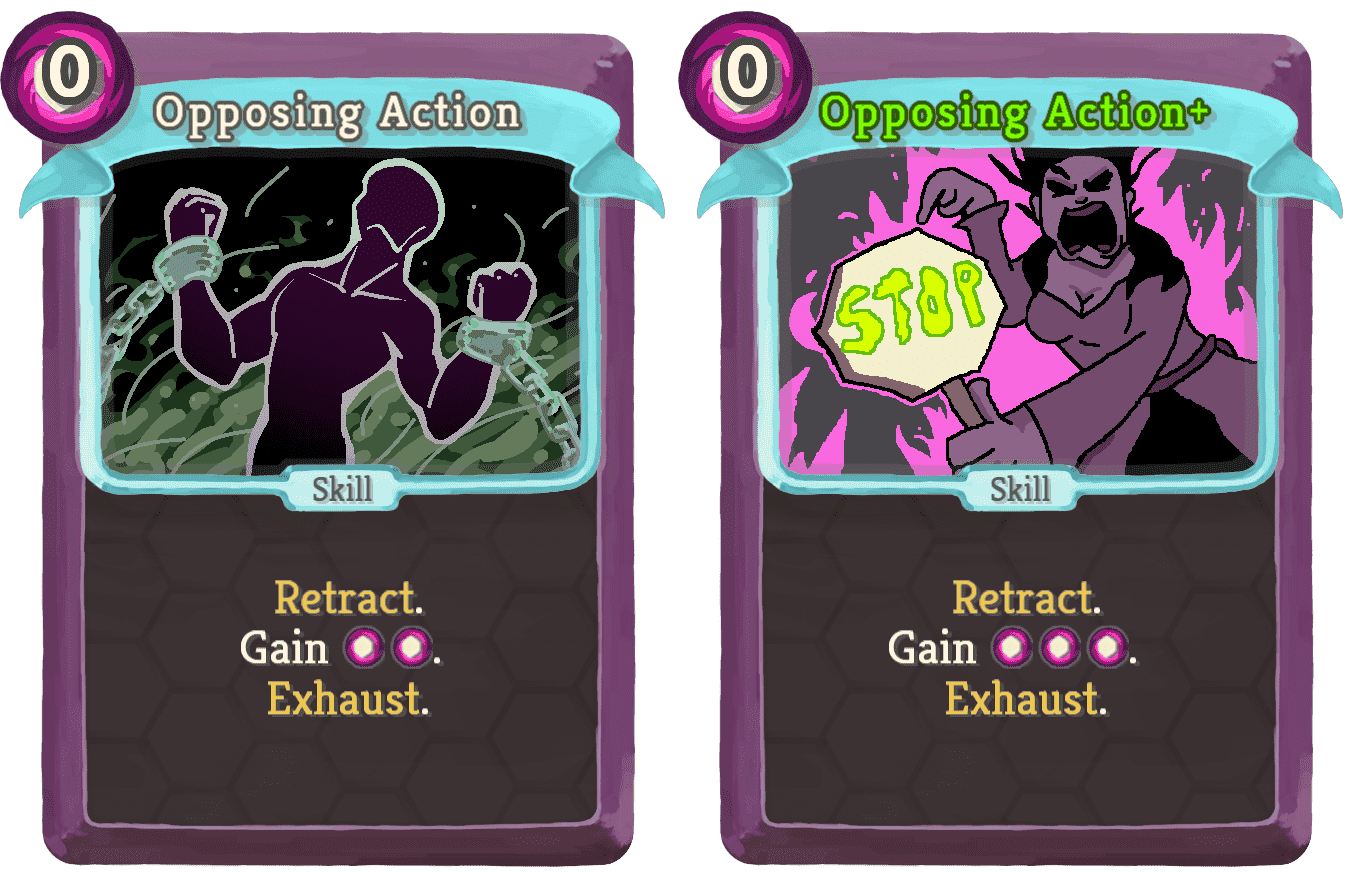 0
Opposing Action
Skill
Retract.
Gain .
Exhaust.
0
Opposing Action+
STOP
Skill
Retract.
Gain .
Exhaust.